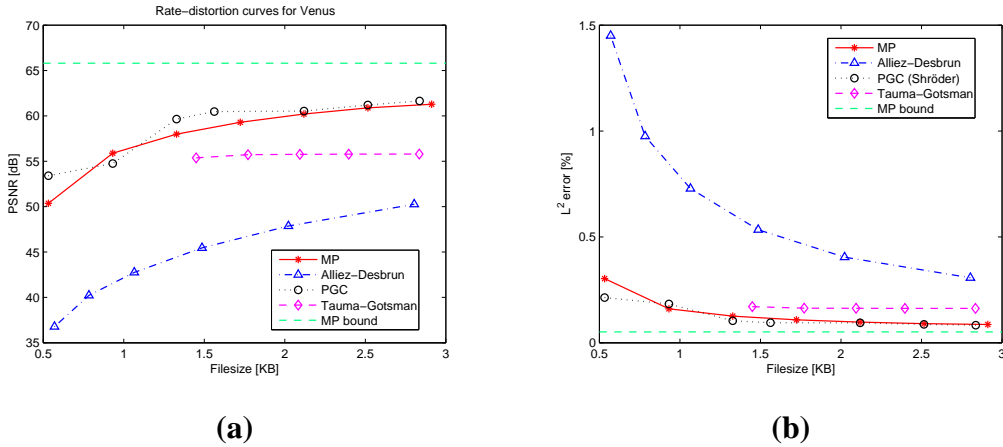 Rate−distortion curves for Venus
70
65
60
55
50
45
40
35
PSNR [dB]
MP
Alliez−Desbrun
PGC
Tauma−Gotsman
MP bound
0.5 1 1.5 2 2.5 3
Filesize [KB]
(a)
1.5
1
0.5
0
L² error [%]
MP
Alliez−Desbrun
PGC (Shröder)
Tauma−Gotsman
MP bound
0.5 1 1.5 2 2.5 3
Filesize [KB]
(b)